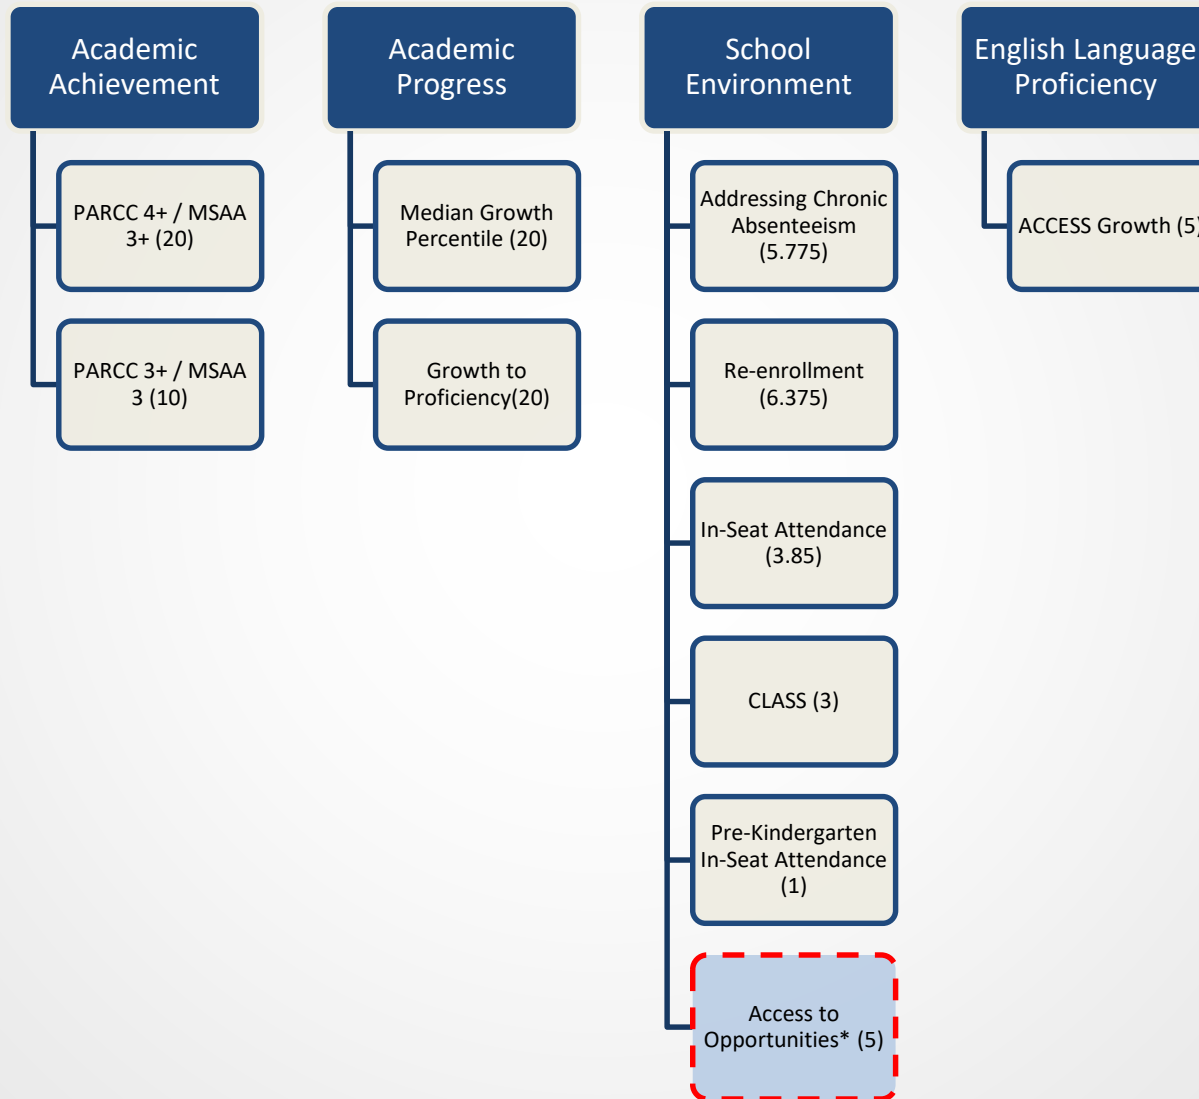 Academic
Achievement
PARCC 4+ / MSAA
3+ (20)
PARCC 3+ / MSAA
3 (10)
Academic
Progress
Median Growth
Percentile (20)
Growth to
Proficiency(20)
School
Environment
Addressing Chronic
Absenteeism
(5.775)
Re-enrollment
(6.375)
In-Seat Attendance
(3.85)
CLASS (3)
Pre-Kindergarten
In-Seat Attendance
(1)
Access to
Opportunities* (5)
English Language
Proficiency
ACCESS Growth (5)